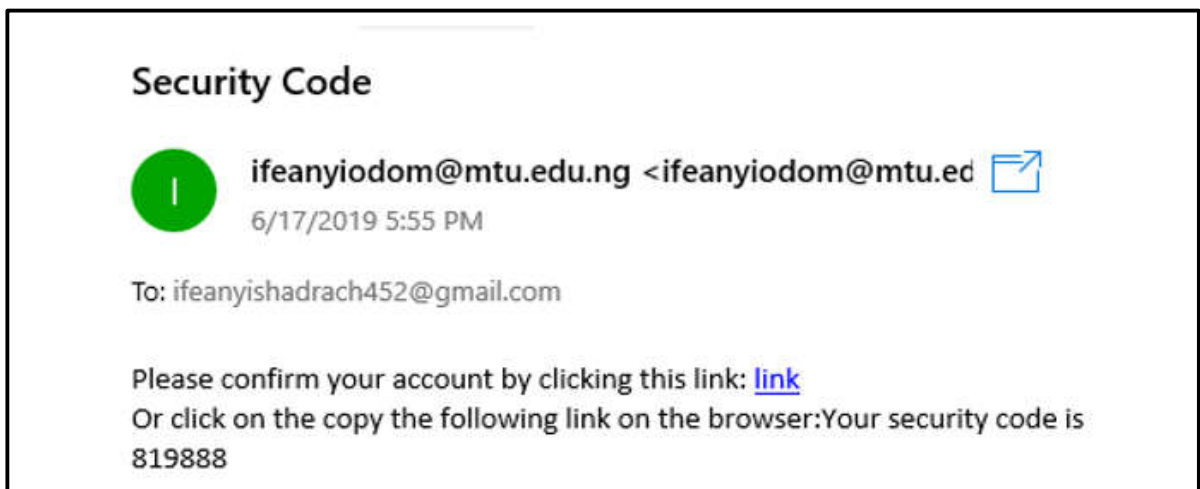 Security Code
I
ifeanyiodom@mtu.edu.ng <ifeanyiodom@mtu.ed
6/17/2019 5:55 PM
To: ifeanyishadrach452@gmail.com
Please confirm your account by clicking this link: link
Or click on the copy the following link on the browser:Your security code is
819888